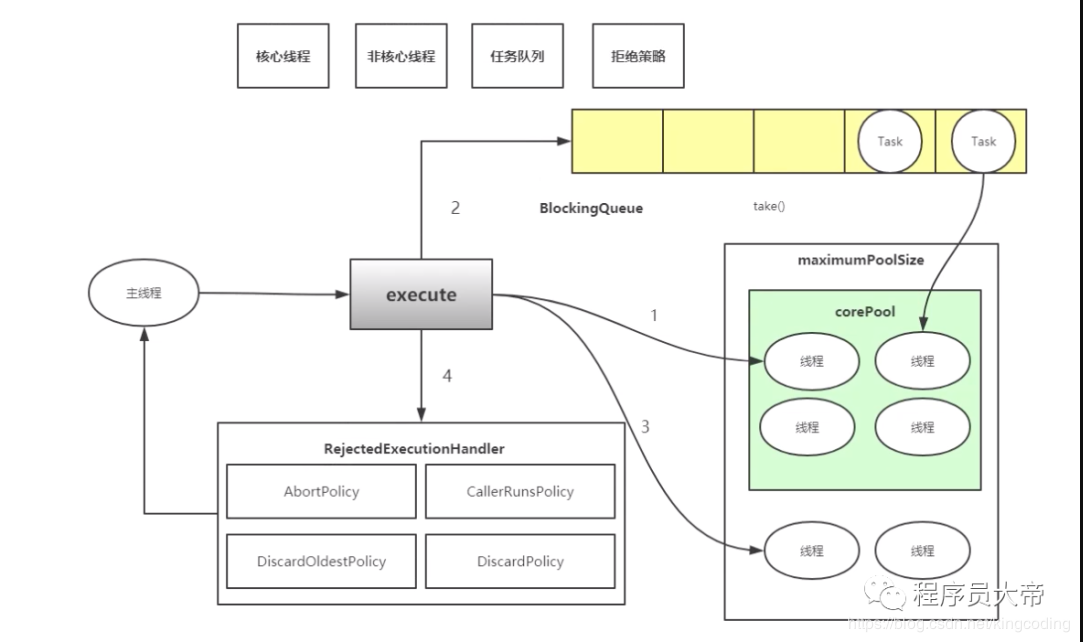 核心线程
非核心线程
任务队列
拒绝策略
Task
Task
2
BlockingQueue
take()
maximumPoolSize
主线程
execute
corePool
1
线程
线程
4
线程
线程
3
RejectedExecutionHandler
AbortPolicy
CallerRunsPolicy
DiscardOldestPolicy
DiscardPolicy
线程
线程
程序员大帝
https://blog.csdn.net/kingcoding